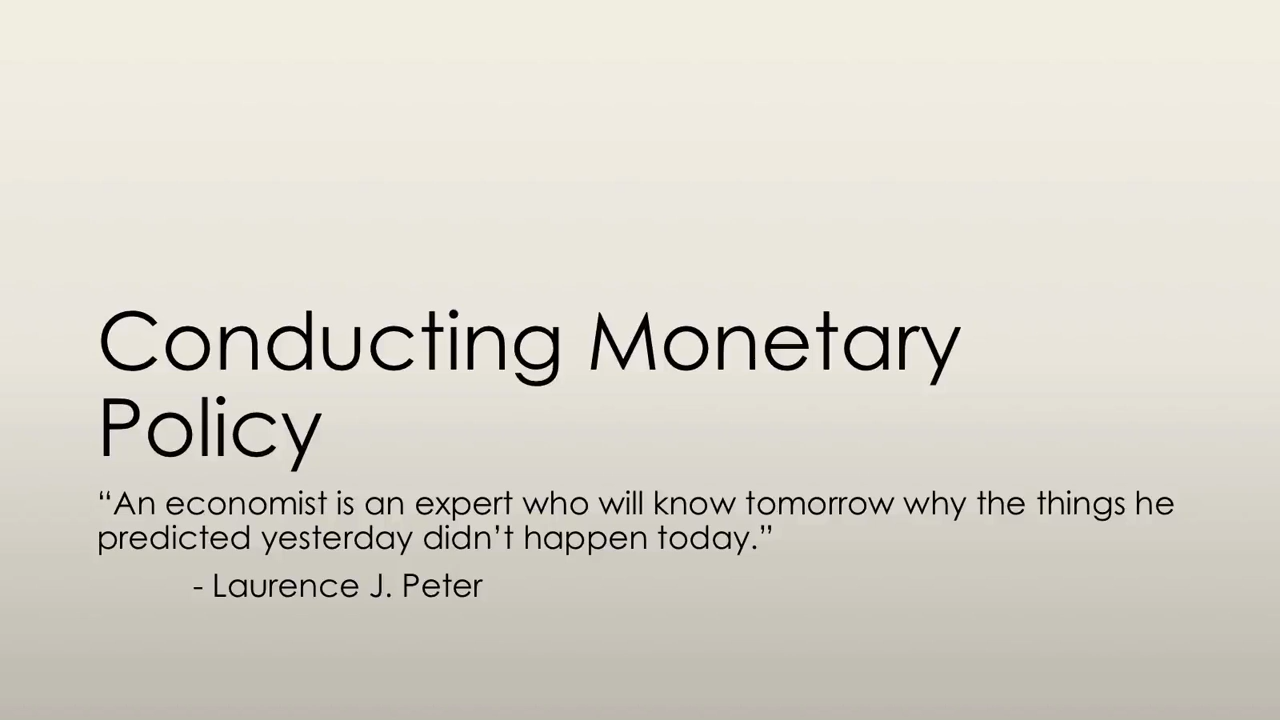 Conducting Monetary
Policy
“An economist is an expert who will know tomorrow why the things he
predicted yesterday didn’t happen today.”
- Laurence J. Peter